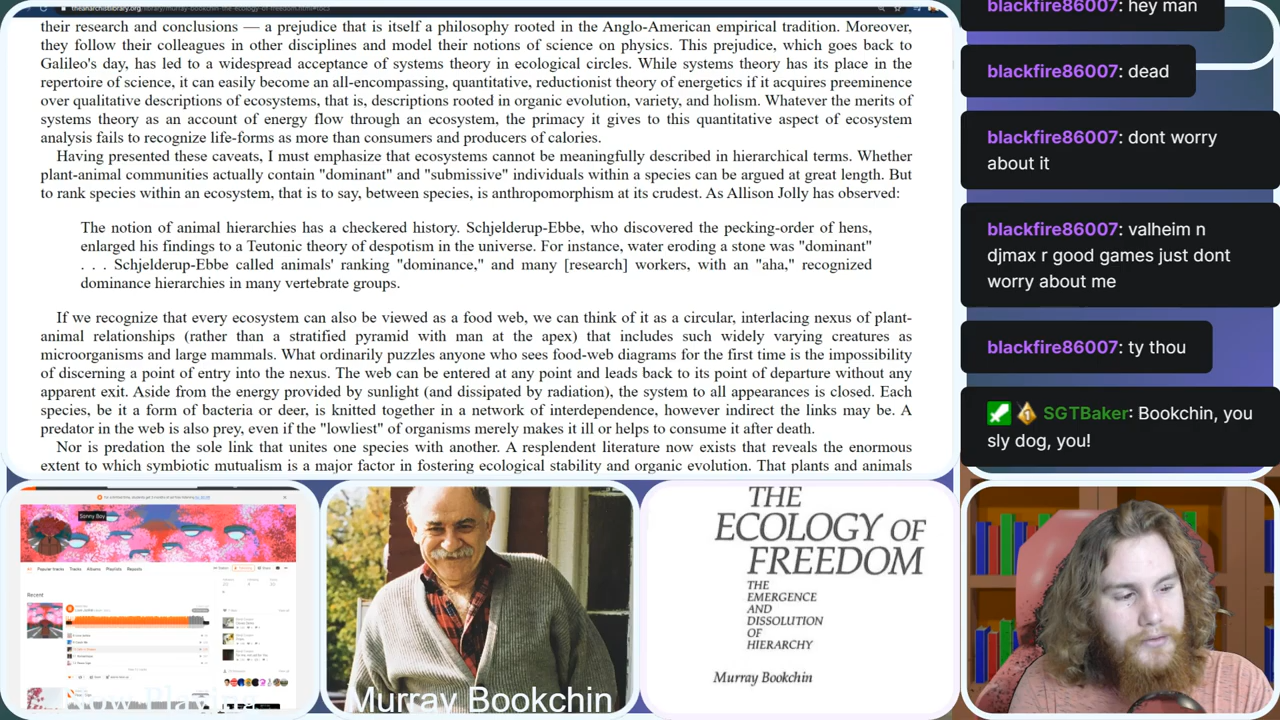 theanarchistlibrary.org/library/murray-bookchin-the-ecology-of-freedom.html#toc3
their research and conclusions — a prejudice that is itself a philosophy rooted in the Anglo-American empirical tradition. Moreover,
they follow their colleagues in other disciplines and model their notions of science on physics. This prejudice, which goes back to
Galileo's day, has led to a widespread acceptance of systems theory in ecological circles. While systems theory has its place in the
repertoire of science, it can easily become an all-encompassing, quantitative, reductionist theory of energetics if it acquires preeminence
over qualitative descriptions of ecosystems, that is, descriptions rooted in organic evolution, variety, and holism. Whatever the merits of
systems theory as an account of energy flow through an ecosystem, the primacy it gives to this quantitative aspect of ecosystem
analysis fails to recognize life-forms as more than consumers and producers of calories.
Having presented these caveats, I must emphasize that ecosystems cannot be meaningfully described in hierarchical terms. Whether
plant-animal communities actually contain "dominant" and "submissive" individuals within a species can be argued at great length. But
to rank species within an ecosystem, that is to say, between species, is anthropomorphism at its crudest. As Allison Jolly has observed:
The notion of animal hierarchies has a checkered history. Schjelderup-Ebbe, who discovered the pecking-order of hens,
enlarged his findings to a Teutonic theory of despotism in the universe. For instance, water eroding a stone was "dominant"
. . . Schjelderup-Ebbe called animals' ranking "dominance," and many [research] workers, with an "aha," recognized
dominance hierarchies in many vertebrate groups.
If we recognize that every ecosystem can also be viewed as a food web, we can think of it as a circular, interlacing nexus of plant-
animal relationships (rather than a stratified pyramid with man at the apex) that includes such widely varying creatures as
microorganisms and large mammals. What ordinarily puzzles anyone who sees food-web diagrams for the first time is the impossibility
of discerning a point of entry into the nexus. The web can be entered at any point and leads back to its point of departure without any
apparent exit. Aside from the energy provided by sunlight (and dissipated by radiation), the system to all appearances is closed. Each
species, be it a form of bacteria or deer, is knitted together in a network of interdependence, however indirect the links may be. A
predator in the web is also prey, even if the "lowliest" of organisms merely makes it ill or helps to consume it after death.
Nor is predation the sole link that unites one species with another. A resplendent literature now exists that reveals the enormous
extent to which symbiotic mutualism is a major factor in fostering ecological stability and organic evolution. That plants and animals
blackfire86007: hey man
blackfire86007: dead
blackfire86007: dont worry
about it
blackfire86007: valheim n
djmax r good games just dont
worry about me
blackfire86007: ty thou
SGTBaker: Bookchin, you
sly dog, you!
Sonny Boy
Popular tracks Tracks Albums Playlists Reposts
Recent
Now Playing
Murray Bookchin
THE
ECOLOGY OF
FREEDOM
THE
EMERGENCE
AND
DISSOLUTION
OF
HIERARCHY
Murray Bookchin